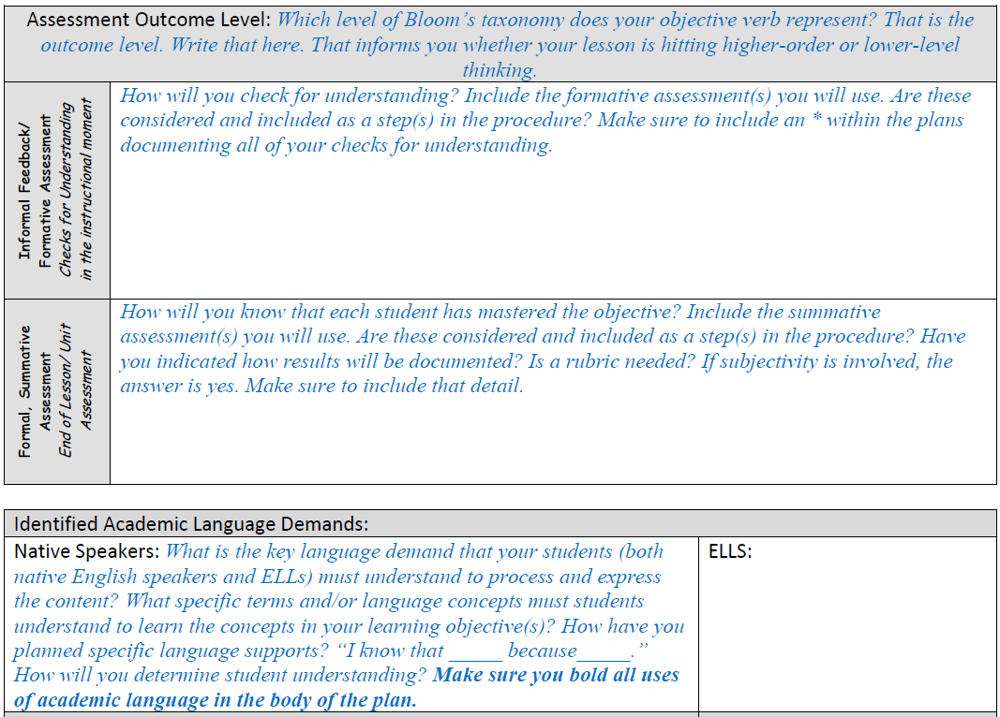 Assessment Outcome Level: Which level of Bloom’s taxonomy does your objective verb represent? That is the
outcome level. Write that here. That informs you whether your lesson is hitting higher-order or lower-level
thinking.
Informal Feedback/
Formative Assessment
Checks for Understanding
in the instructional moment
How will you check for understanding? Include the formative assessment(s) you will use. Are these
considered and included as a step(s) in the procedure? Make sure to include an * within the plans
documenting all of your checks for understanding.
Formal, Summative
Assessment
End of Lesson/ Unit
Assessment
How will you know that each student has mastered the objective? Include the summative
assessment(s) you will use. Are these considered and included as a step(s) in the procedure? Have
you indicated how results will be documented? Is a rubric needed? If subjectivity is involved, the
answer is yes. Make sure to include that detail.
Identified Academic Language Demands:
Native Speakers: What is the key language demand that your students (both
native English speakers and ELLs) must understand to process and express
the content? What specific terms and/or language concepts must students
understand to learn the concepts in your learning objective(s)? How have you
planned specific language supports? “I know that _____ because_____.”
How will you determine student understanding? Make sure you bold all uses
of academic language in the body of the plan.
ELLS: